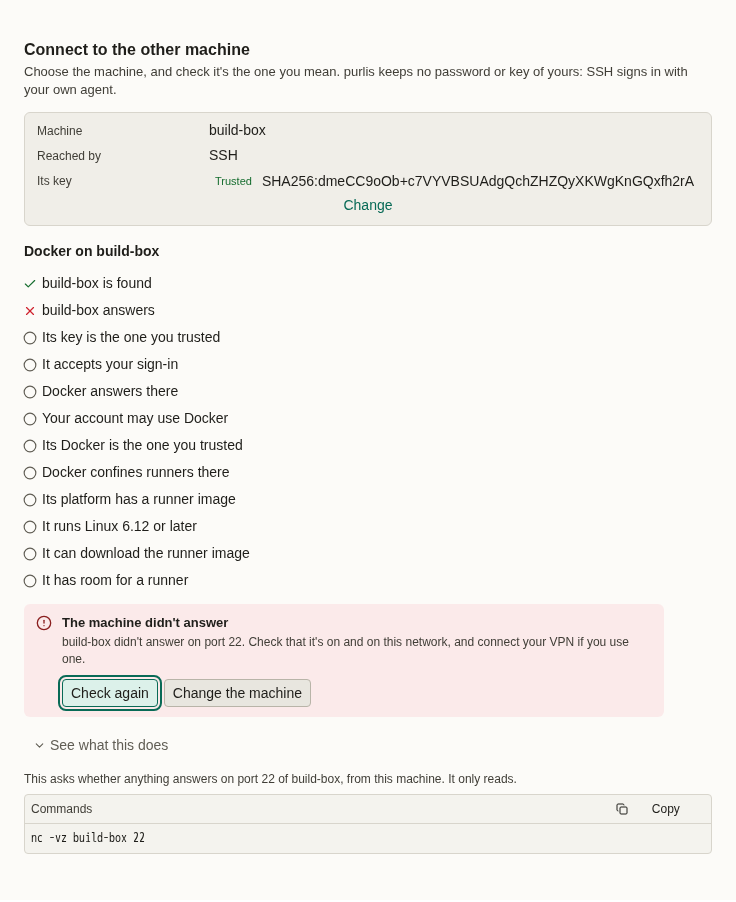 Connect to the other machine
Choose the machine, and check it's the one you mean. purlis keeps no password or key of yours: SSH signs in with
your own agent.
Machine build-box
Reached by SSH
Its key Trusted SHA256:dmeCC9oOb+c7VYVBSUAdgQchZHZQyXKWgKnGQxfh2rA
Change
Docker on build-box
build-box is found
build-box answers
Its key is the one you trusted
It accepts your sign-in
Docker answers there
Your account may use Docker
Its Docker is the one you trusted
Docker confines runners there
Its platform has a runner image
It runs Linux 6.12 or later
It can download the runner image
It has room for a runner
The machine didn't answer
build-box didn't answer on port 22. Check that it's on and on this network, and connect your VPN if you use
one.
Check again Change the machine
See what this does
This asks whether anything answers on port 22 of build-box, from this machine. It only reads.
Commands Copy
nc -vz build-box 22